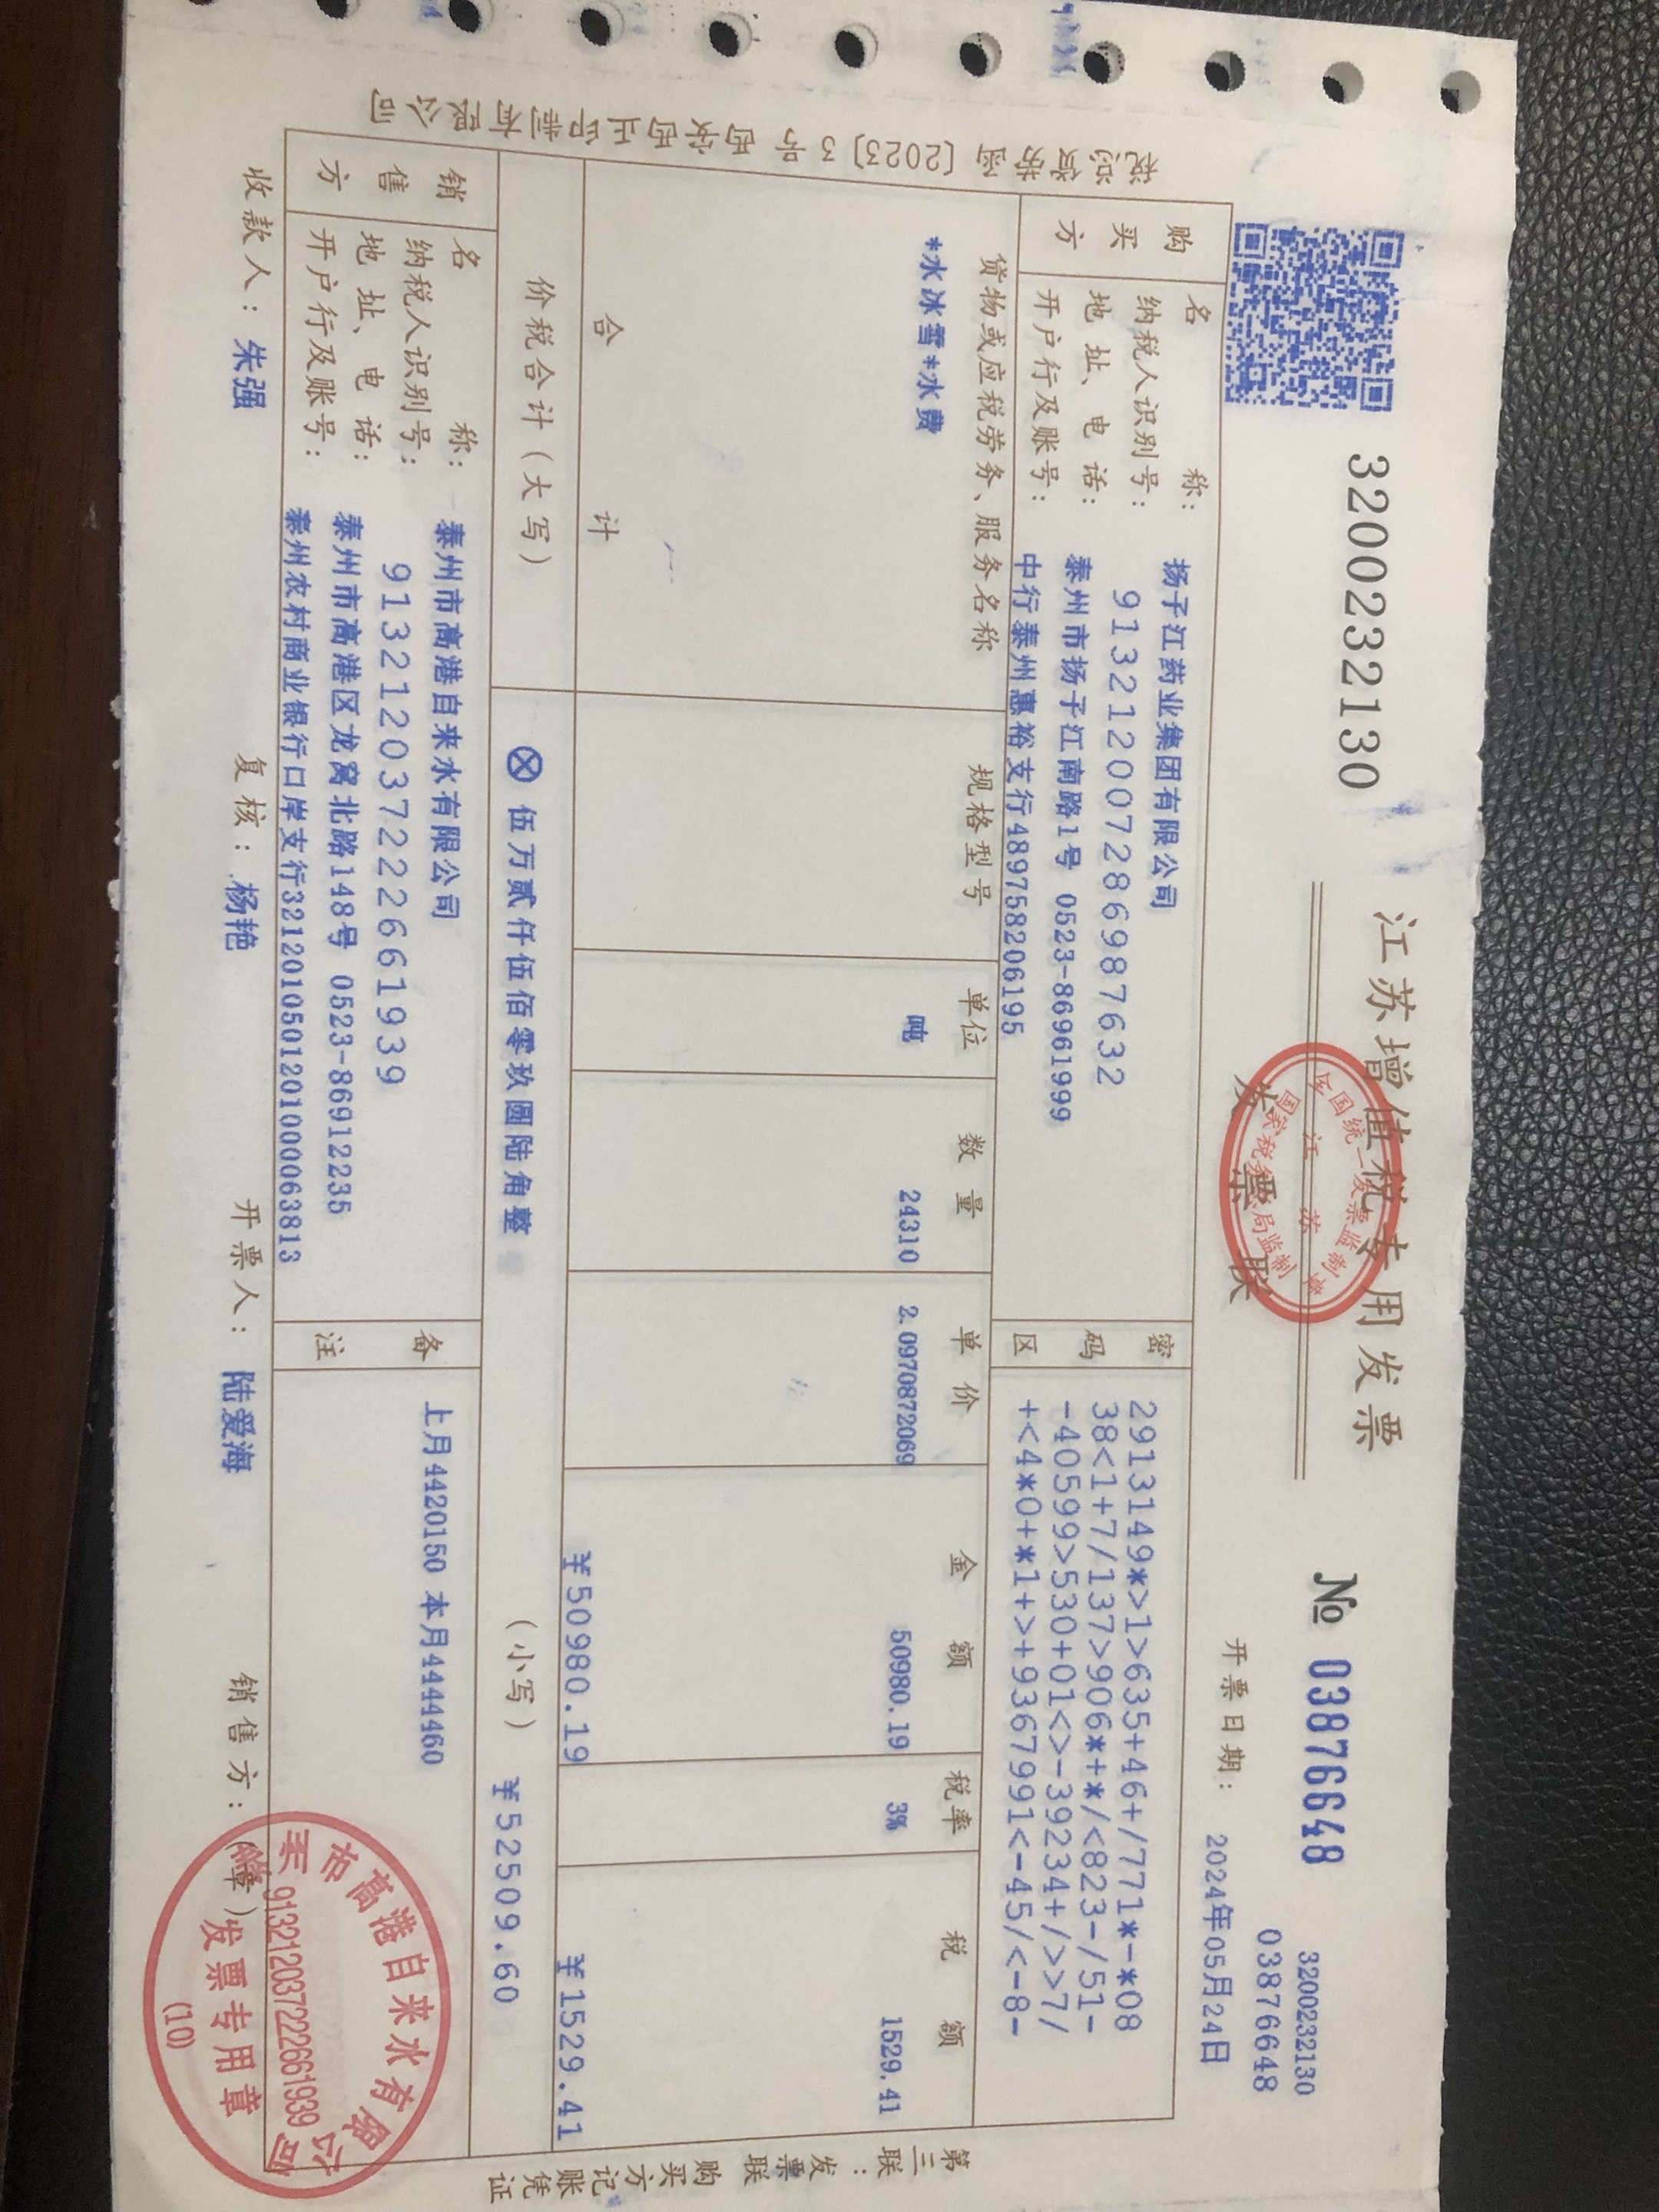 3200232130
江苏增值税专用发票
№ 03876648
3200232130
03876648
全国统一发票监制章
江苏
国家税务总局监制
发票联
开票日期: 2024年05月24日
购买方
名 称: 扬子江药业集团有限公司
纳税人识别号: 913212007286987632
地 址、电 话: 泰州市扬子江南路1号 0523-86961999
开户行及账号: 中行泰州惠裕支行489758206195
密码区
2913149*>1>635+46+/771*-*08
38<1+7/137>906*+*/<823-/51-
-40599>530+01<>-39234+/>>7/
+<4*0+*1+>+9367991<-45/<-8-
货物或应税劳务、服务名称 规格型号 单位 数量 单价 金额 税率 税额
*水冰雪*水费 吨 24310 2.0970872069 50980.19 3% 1529.41
合 计 ¥50980.19 ¥1529.41
价税合计(大写) ⊗伍万贰仟伍佰零玖圆陆角整 (小写) ¥52509.60
销售方
名 称: 泰州市高港自来水有限公司
纳税人识别号: 913212037222661939
地 址、电 话: 泰州市高港区龙窝北路148号 0523-86912235
开户行及账号: 泰州农村商业银行口岸支行3212010501201000063813
备注
上月4420150 本月4444460
收款人: 朱强 复核: 杨艳 开票人: 陆爱海 销售方:(章)
市高港自来水有限公司
913212037222661939
发票专用章
(10)
第三联:发票联 购买方记账凭证